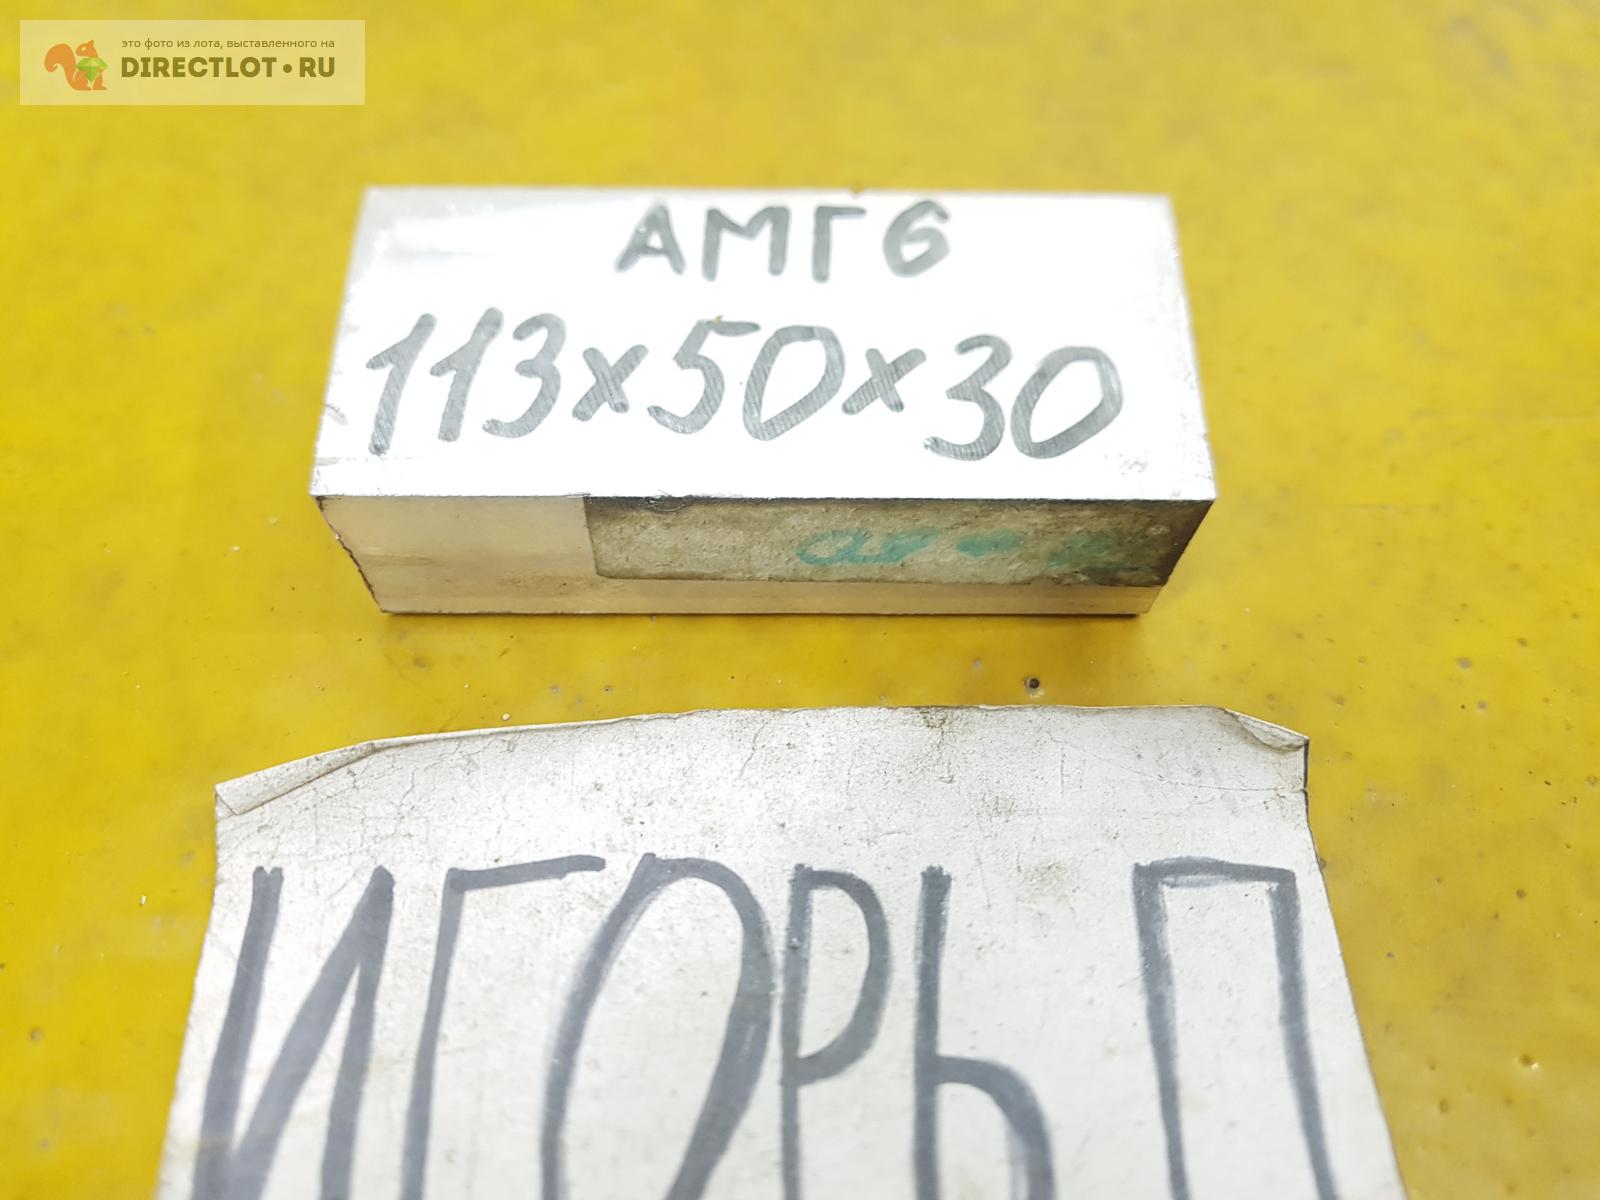 это фото из лота, выставленного на
DIRECTLOT•RU
АМГ6
113x50x30
ИГОРЬ П